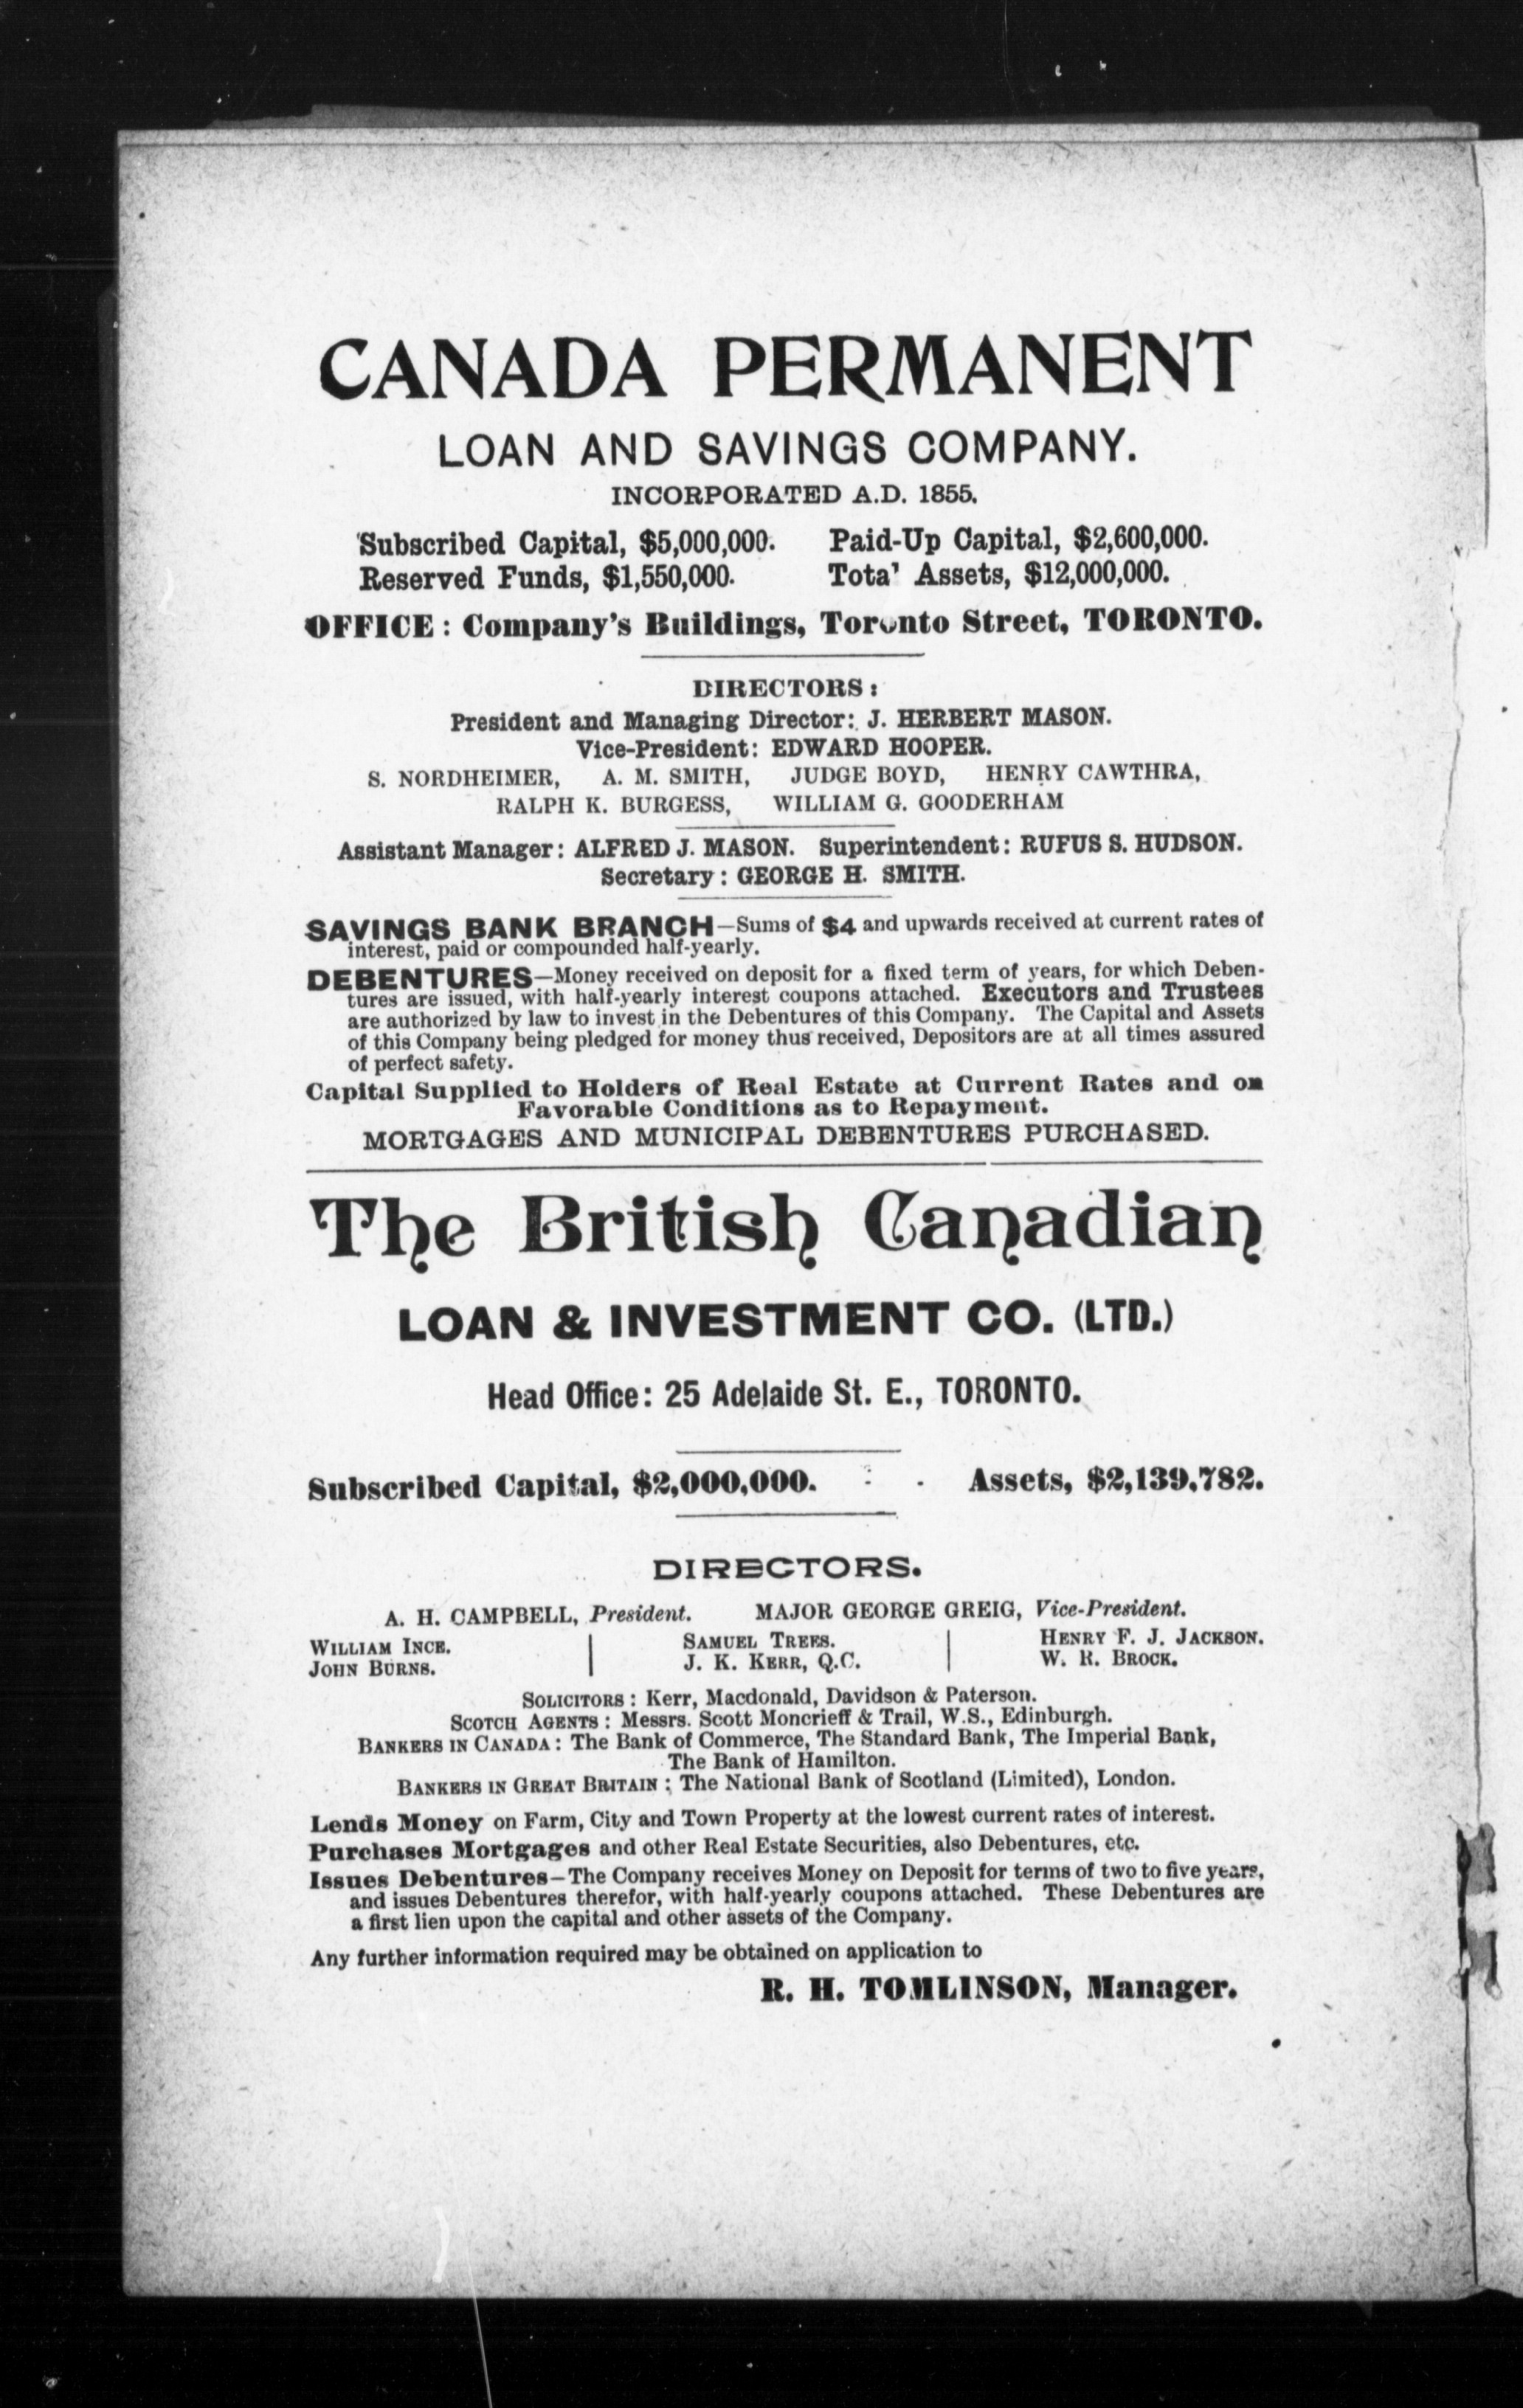 CANADA PERMANENT
LOAN AND SAVINGS COMPANY.
INCORPORATED A.D. 1855.
Subscribed Capital, $5,000,000. Paid-Up Capital, $2,600,000.
Reserved Funds, $1,550,000. Tota' Assets, $12,000,000.
OFFICE: Company's Buildings, Toronto Street, TORONTO.
DIRECTORS:
President and Managing Director: J. HERBERT MASON.
Vice-President: EDWARD HOOPER.
S. NORDHEIMER, A. M. SMITH, JUDGE BOYD, HENRY CAWTHRA,
RALPH K. BURGESS, WILLIAM G. GOODERHAM
Assistant Manager: ALFRED J. MASON. Superintendent: RUFUS S. HUDSON.
Secretary: GEORGE H. SMITH.
SAVINGS BANK BRANCH—Sums of $4 and upwards received at current rates of
interest, paid or compounded half-yearly.
DEBENTURES—Money received on deposit for a fixed term of years, for which Deben-
tures are issued, with half-yearly interest coupons attached. Executors and Trustees
are authorized by law to invest in the Debentures of this Company. The Capital and Assets
of this Company being pledged for money thus received, Depositors are at all times assured
of perfect safety.
Capital Supplied to Holders of Real Estate at Current Rates and on
Favorable Conditions as to Repayment.
MORTGAGES AND MUNICIPAL DEBENTURES PURCHASED.
The British Canadian
LOAN & INVESTMENT CO. (LTD.)
Head Office: 25 Adelaide St. E., TORONTO.
Subscribed Capital, $2,000,000. - - Assets, $2,139,782.
DIRECTORS.
A. H. CAMPBELL, President. MAJOR GEORGE GREIG, Vice-President.
WILLIAM INCE. SAMUEL TREES. HENRY F. J. JACKSON.
JOHN BURNS. J. K. KERR, Q.C. W. R. BROCK.
SOLICITORS: Kerr, Macdonald, Davidson & Paterson.
SCOTCH AGENTS: Messrs. Scott Moncrieff & Trail, W.S., Edinburgh.
BANKERS IN CANADA: The Bank of Commerce, The Standard Bank, The Imperial Bank,
The Bank of Hamilton.
BANKERS IN GREAT BRITAIN: The National Bank of Scotland (Limited), London.
Lends Money on Farm, City and Town Property at the lowest current rates of interest.
Purchases Mortgages and other Real Estate Securities, also Debentures, etc.
Issues Debentures—The Company receives Money on Deposit for terms of two to five years,
and issues Debentures therefor, with half-yearly coupons attached. These Debentures are
a first lien upon the capital and other assets of the Company.
Any further information required may be obtained on application to
R. H. TOMLINSON, Manager.